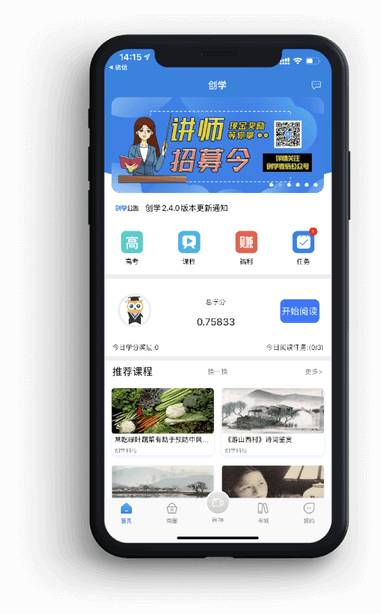 14:15
微信
创学
讲师
现金奖励
等你拿
招募令
详情关注
创学微信公众号
创学公告 创学2.4.0版本更新通知
高 赚
高考 课程 福利 任务
总学分
0.75833
开始阅读
今日学分奖励:0 今日阅读任务:(0/3)
推荐课程 换一换 更多>
常吃绿叶蔬菜有助于预防中风... 《游山西村》诗词鉴赏
创学科技 创学科技
首页 商圈 书城 我的